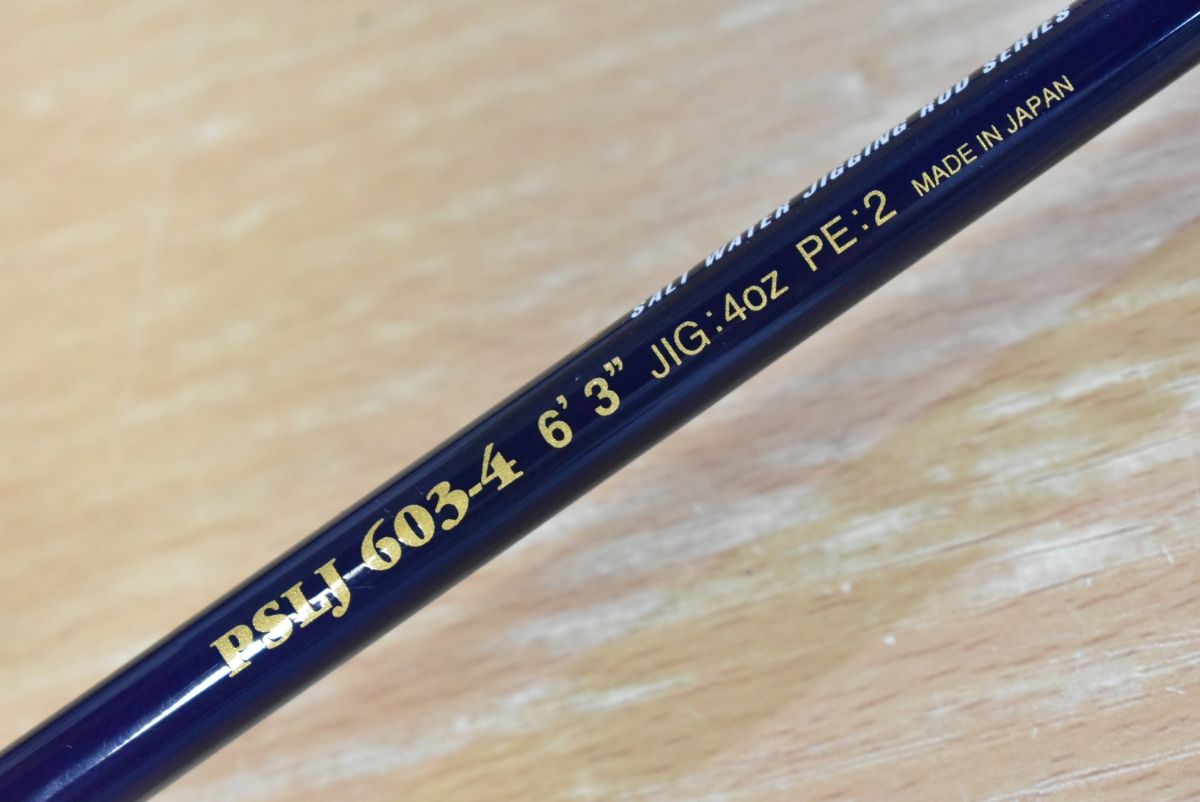 SALT WATER JIGGING ROD SERIES
PSLJ 603-4 6' 3” JIG:4oz PE:2 MADE IN JAPAN